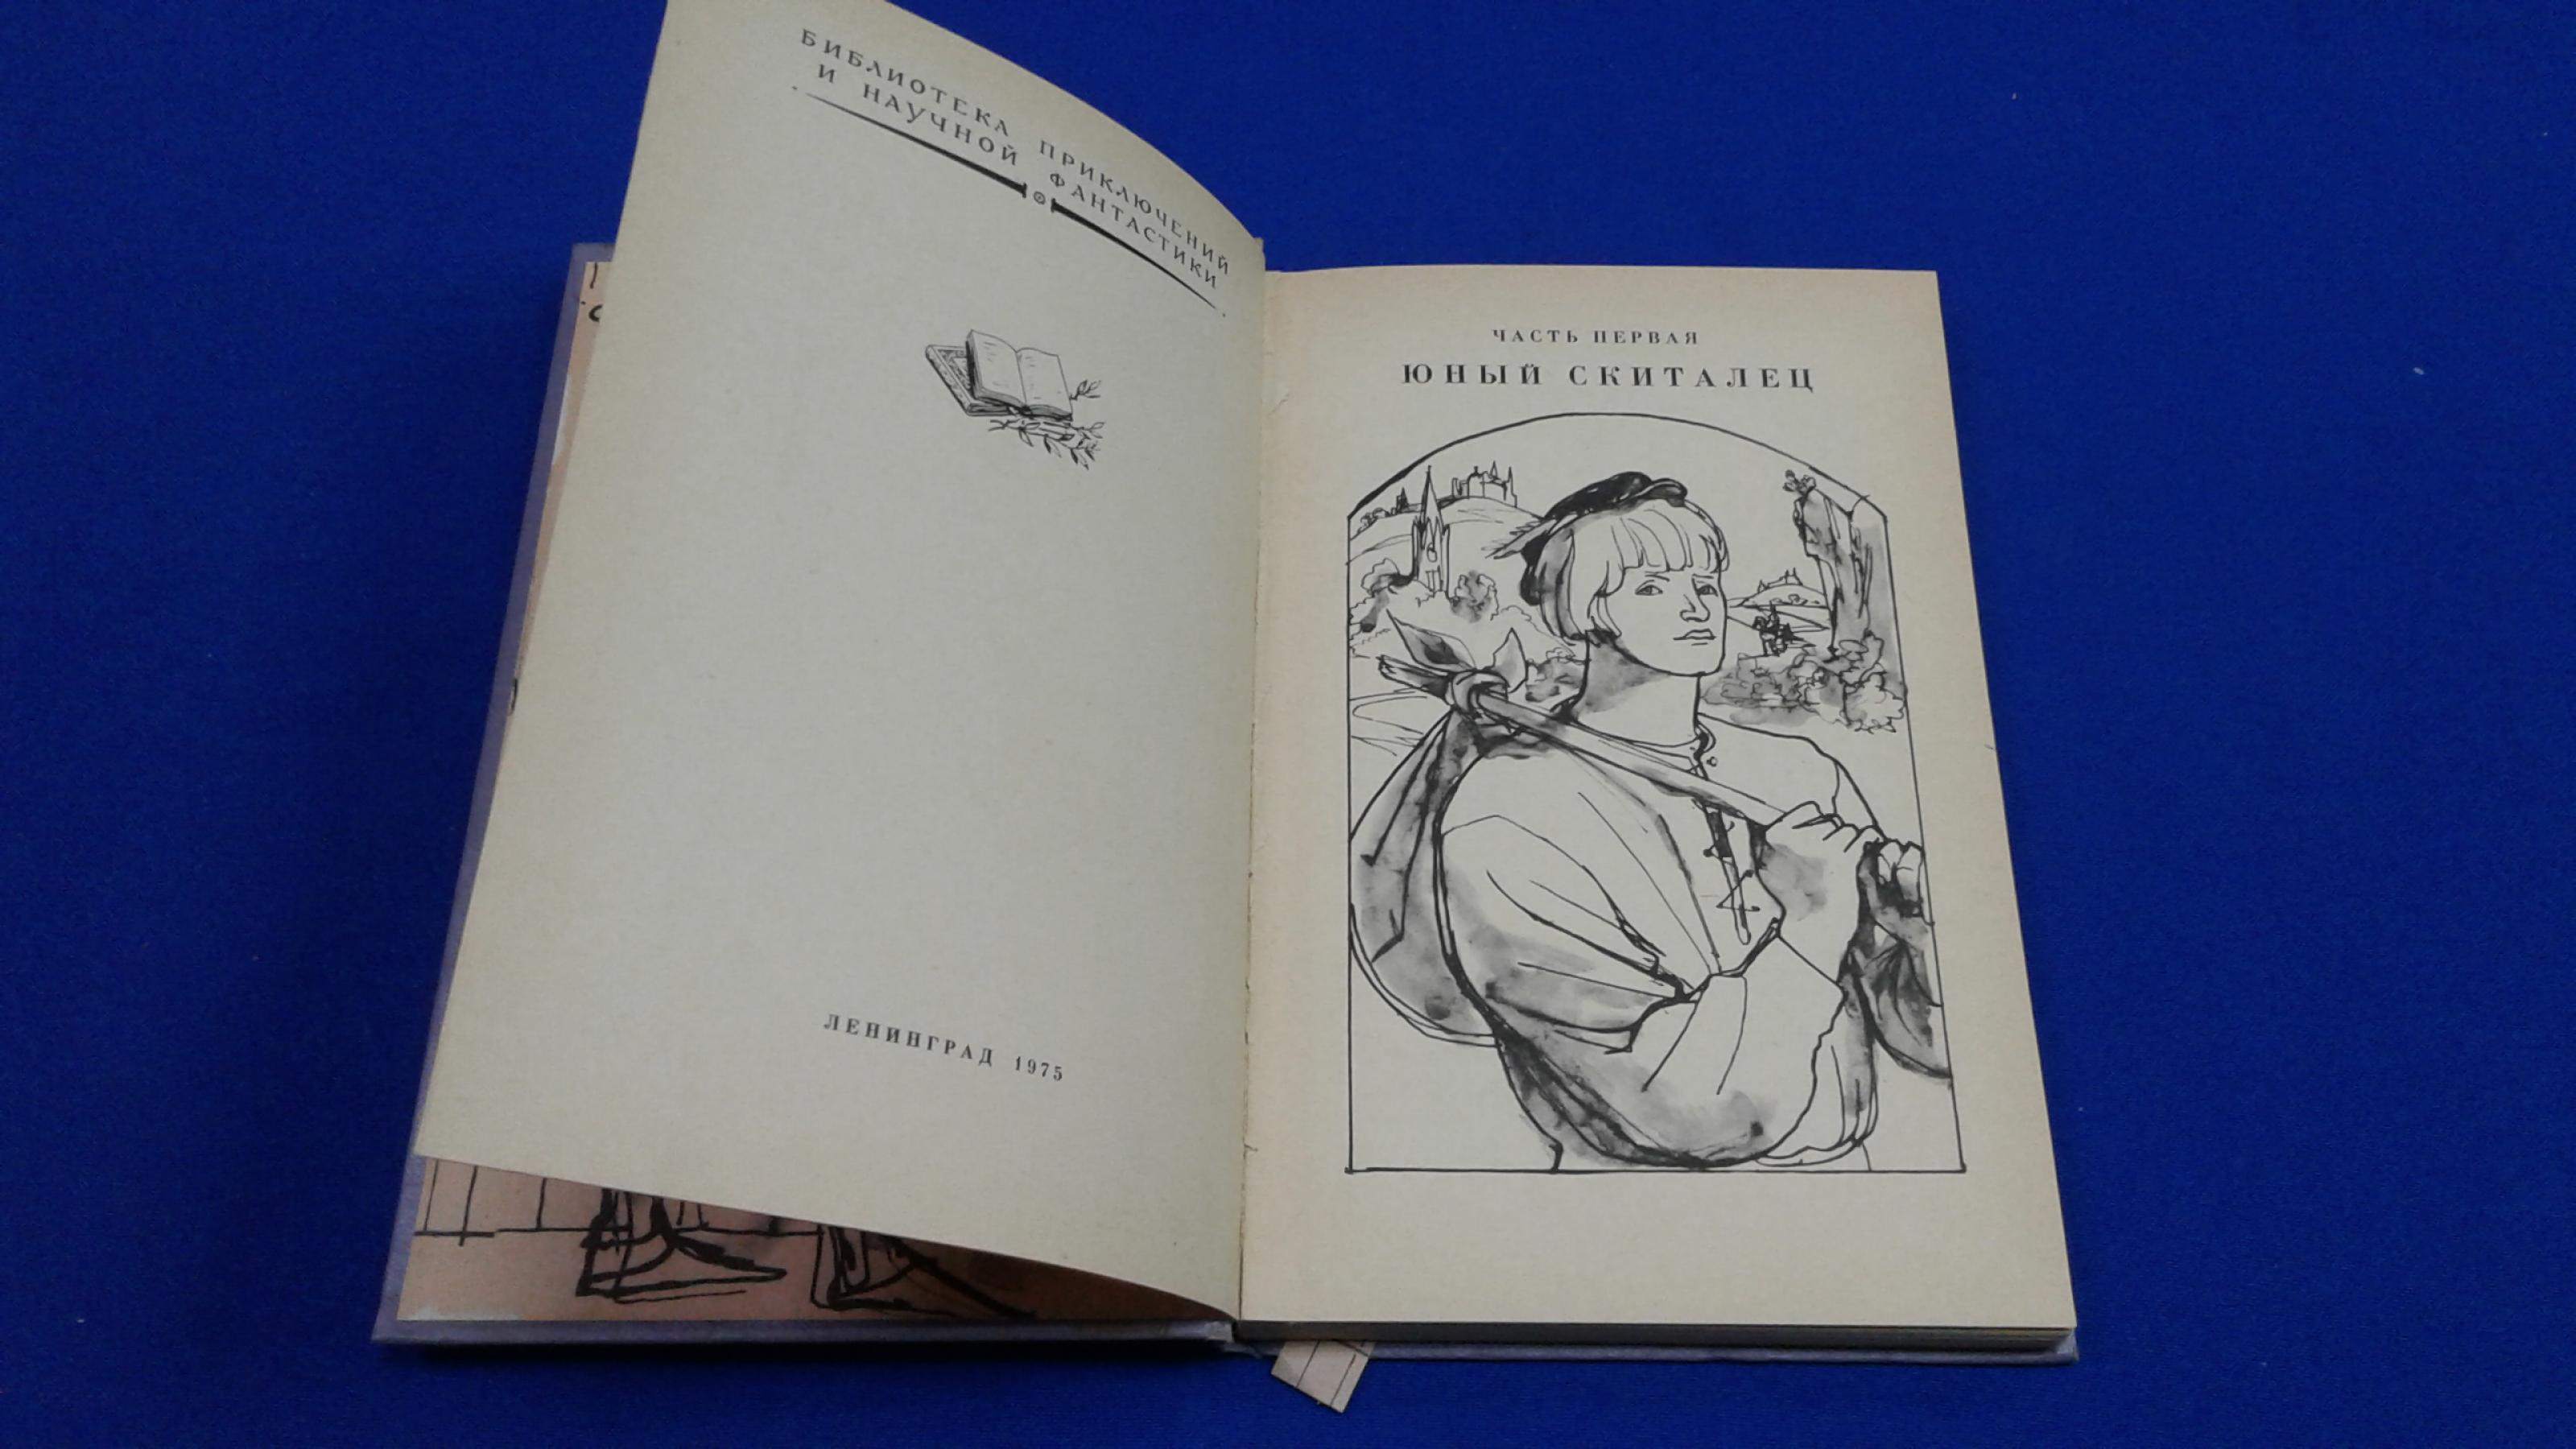 БИБЛИОТЕКА ПРИКЛЮЧЕНИЙ
И НАУЧНОЙ ФАНТАСТИКИ
ЛЕНИНГРАД 1975
ЧАСТЬ ПЕРВАЯ
ЮНЫЙ СКИТАЛЕЦ